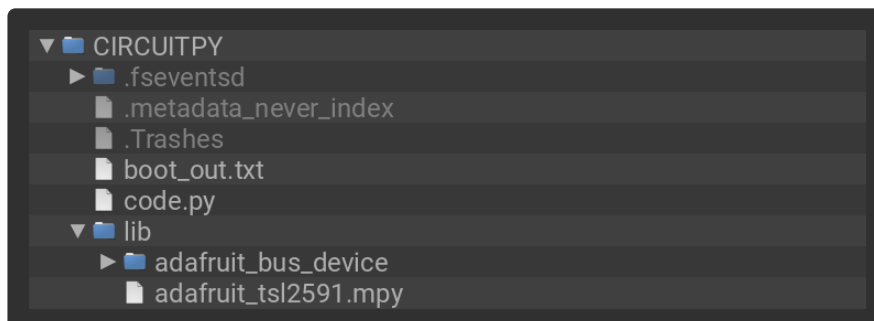 CIRCUITPY
.fseventsd
.metadata_never_index
.Trashes
boot_out.txt
code.py
lib
adafruit_bus_device
adafruit_tsl2591.mpy